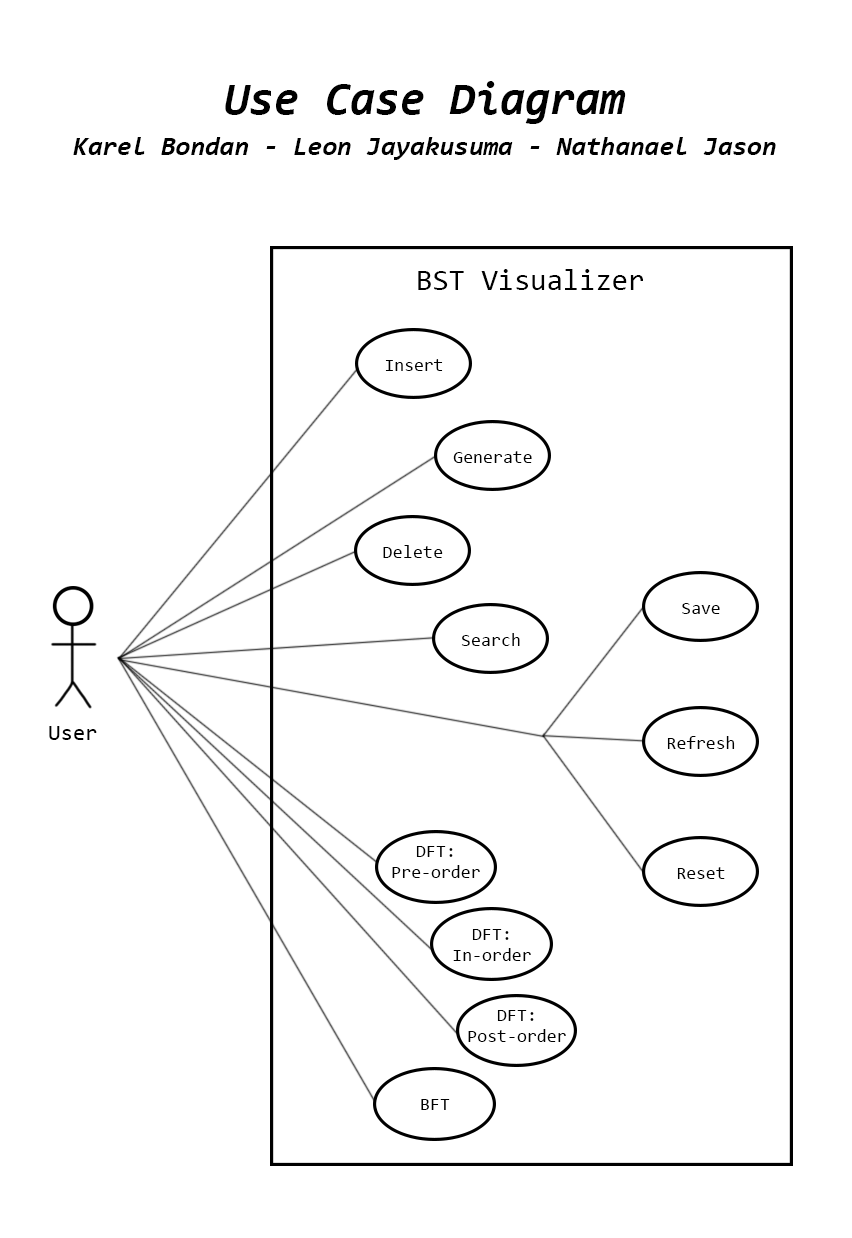 Use Case Diagram
Karel Bondan - Leon Jayakusuma - Nathanael Jason
BST Visualizer
Insert
Generate
Delete
Search
Save
Refresh
Reset
User
DFT:
Pre-order
DFT:
In-order
DFT:
Post-order
BFT